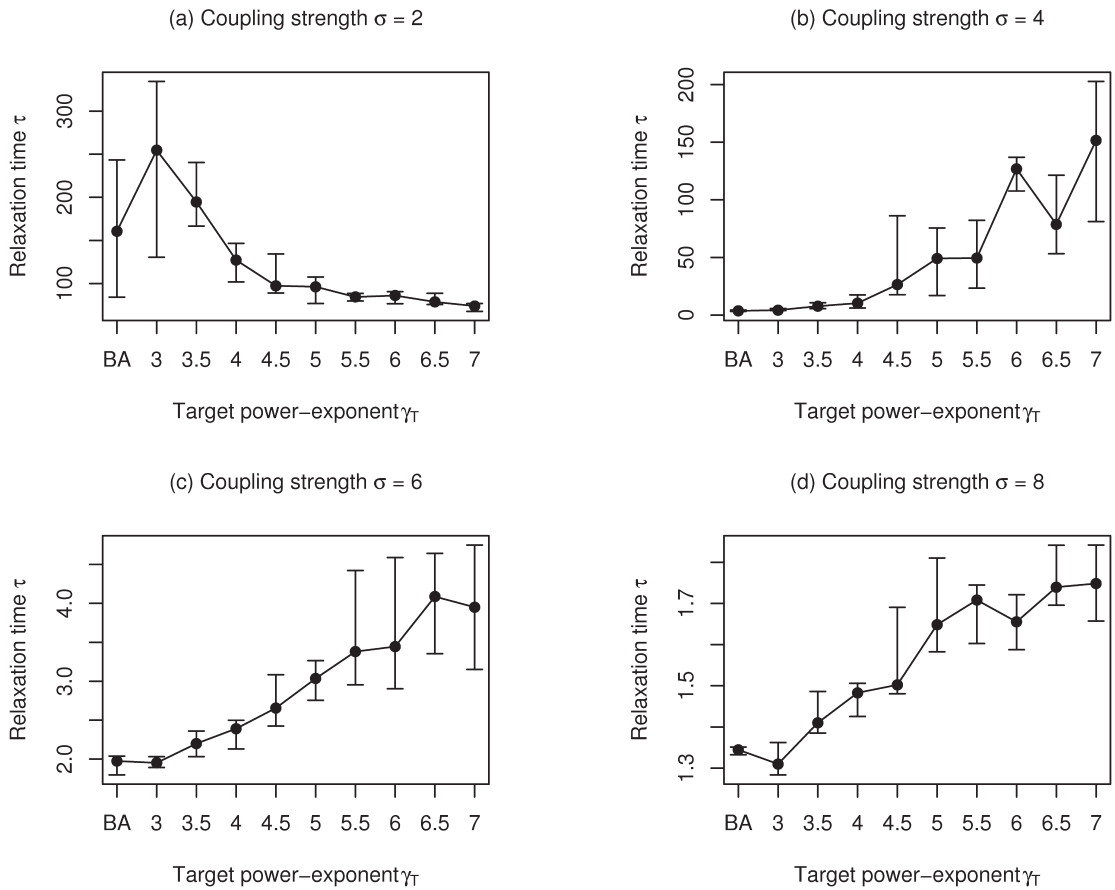 (a) Coupling strength σ = 2
Relaxation time τ
300
200
100
BA 3 3.5 4 4.5 5 5.5 6 6.5 7
Target power−exponent γT
(b) Coupling strength σ = 4
Relaxation time τ
200
150
100
50
0
BA 3 3.5 4 4.5 5 5.5 6 6.5 7
Target power−exponent γT
(c) Coupling strength σ = 6
Relaxation time τ
4.0
3.0
2.0
BA 3 3.5 4 4.5 5 5.5 6 6.5 7
Target power−exponent γT
(d) Coupling strength σ = 8
Relaxation time τ
1.7
1.5
1.3
BA 3 3.5 4 4.5 5 5.5 6 6.5 7
Target power−exponent γT